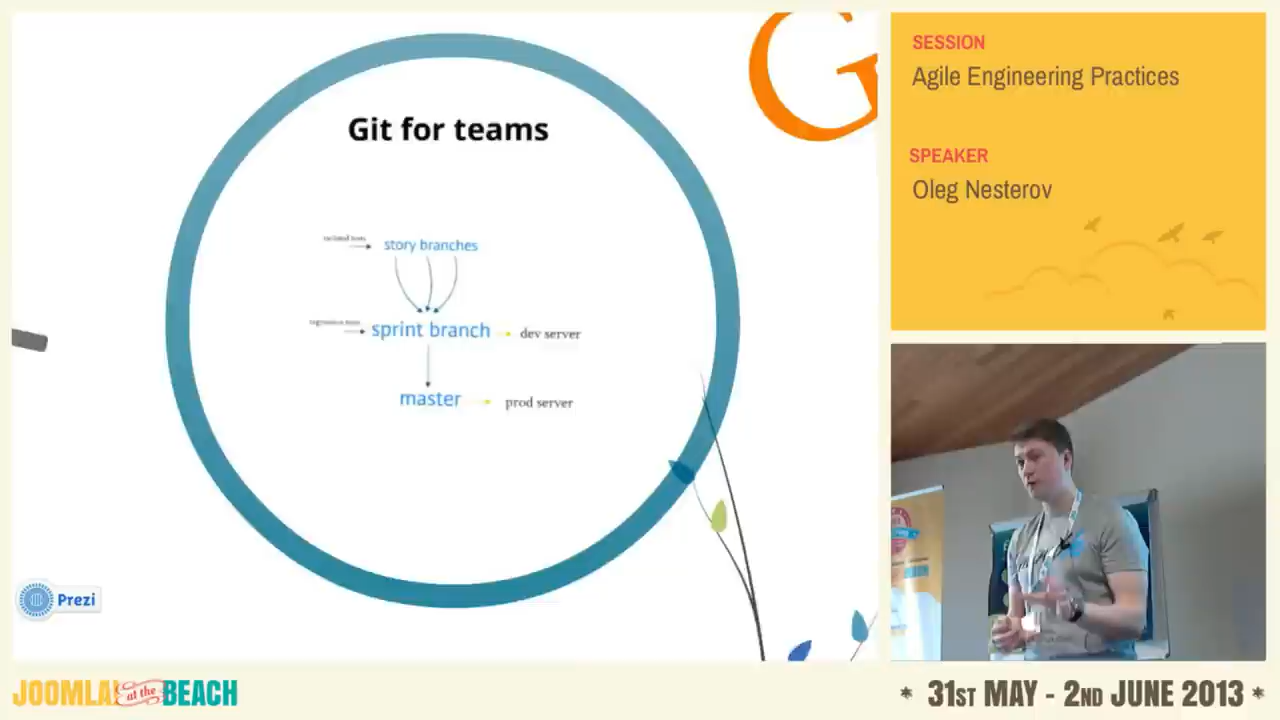 Git for teams
story branches
sprint branch
dev server
master
prod server
Prezi
SESSION
Agile Engineering Practices
SPEAKER
Oleg Nesterov
JOOMLA! at the BEACH
* 31ST MAY - 2ND JUNE 2013 *